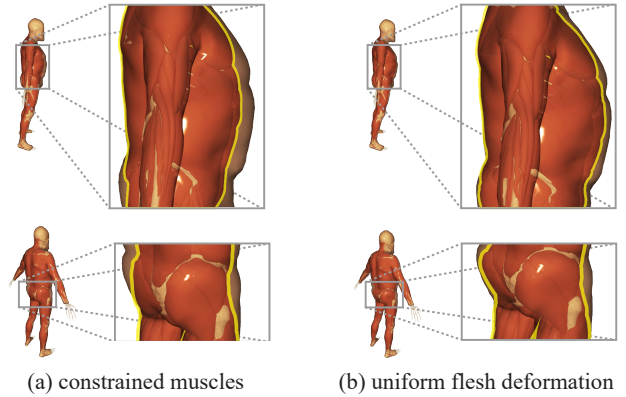 (a) constrained muscles
(b) uniform flesh deformation